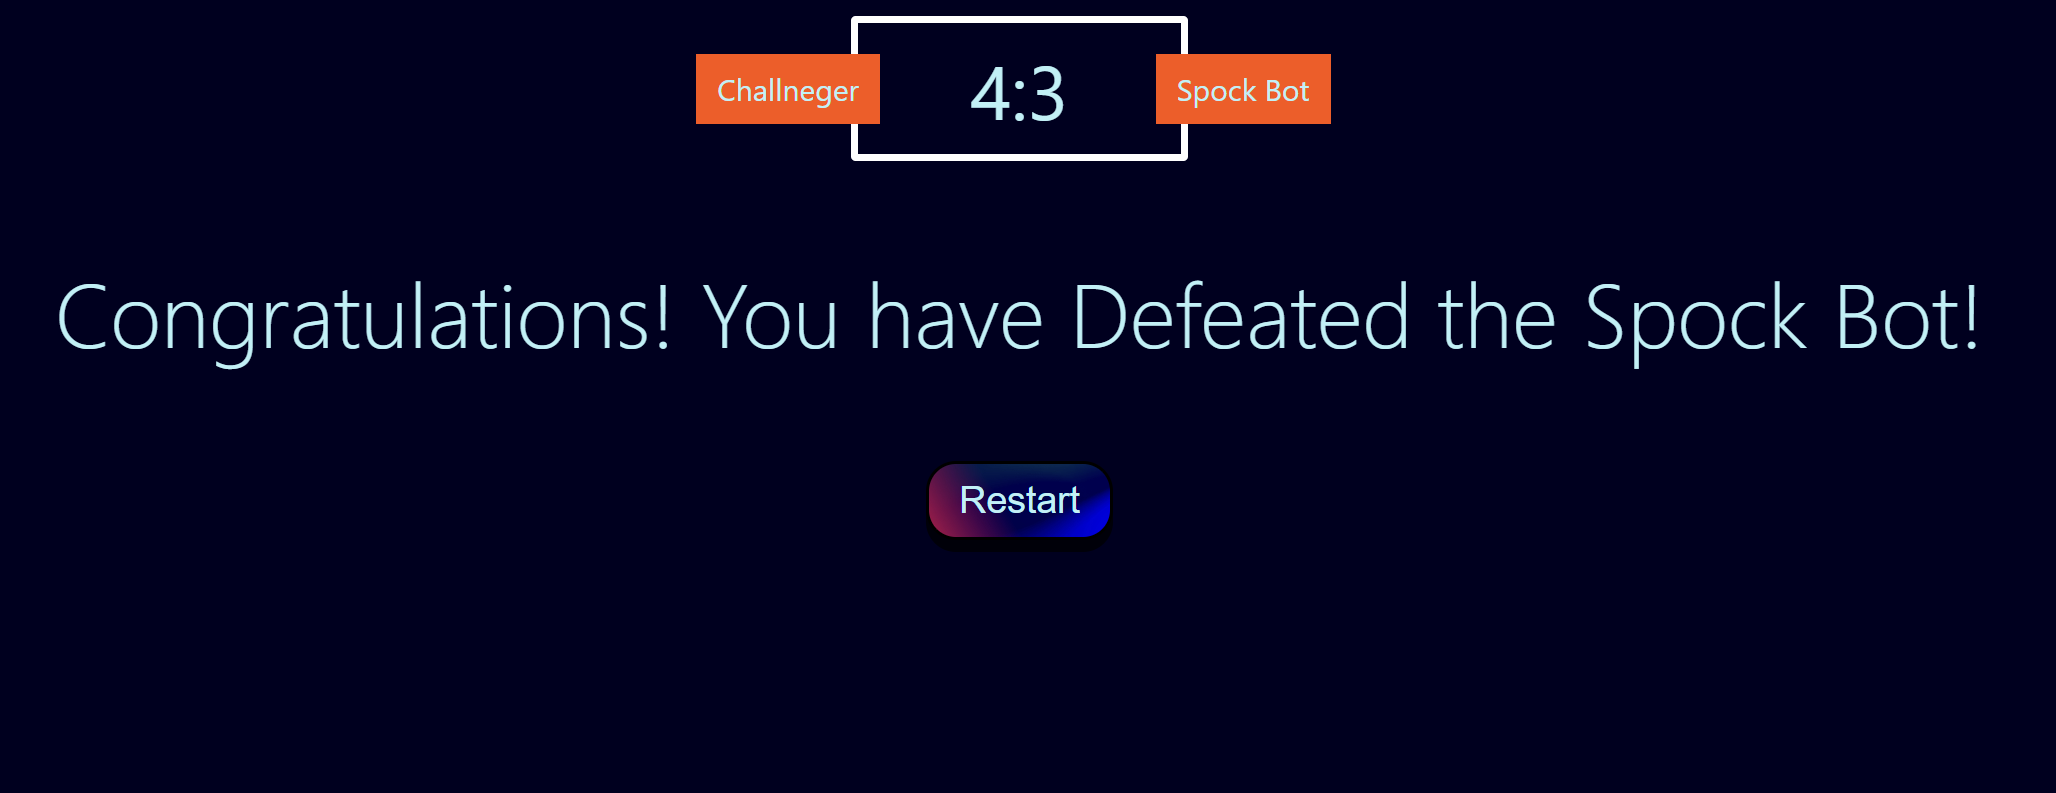 Challneger 4:3 Spock Bot
Congratulations! You have Defeated the Spock Bot!
Restart